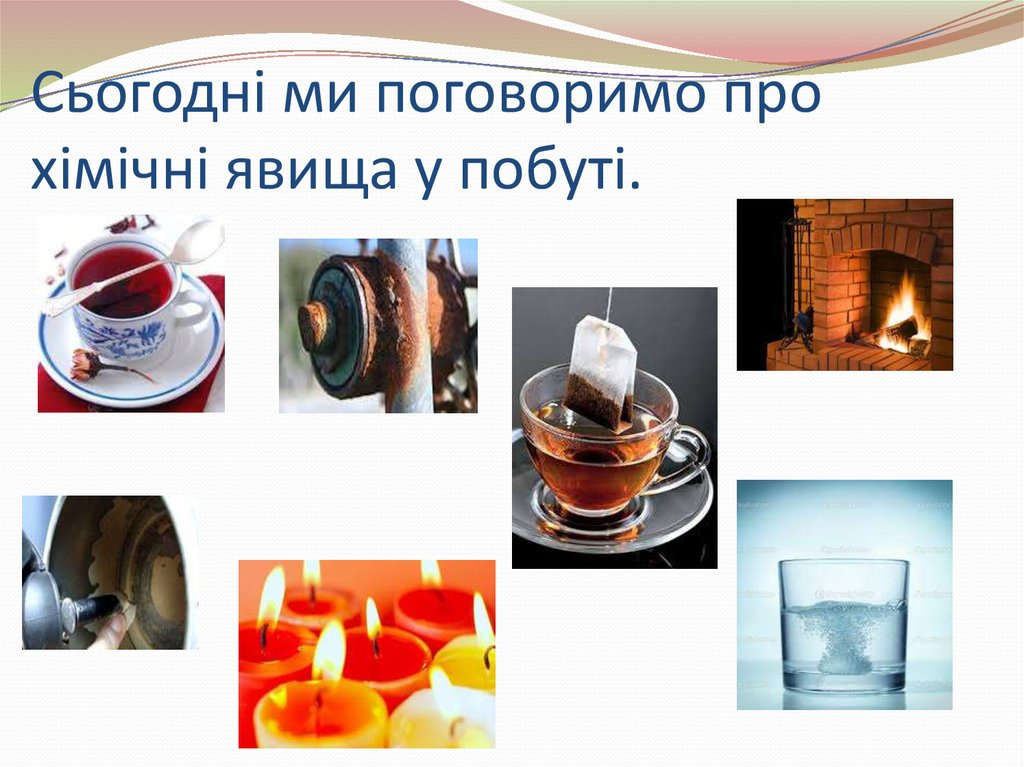 Сьогодні ми поговоримо про
хімічні явища у побуті.